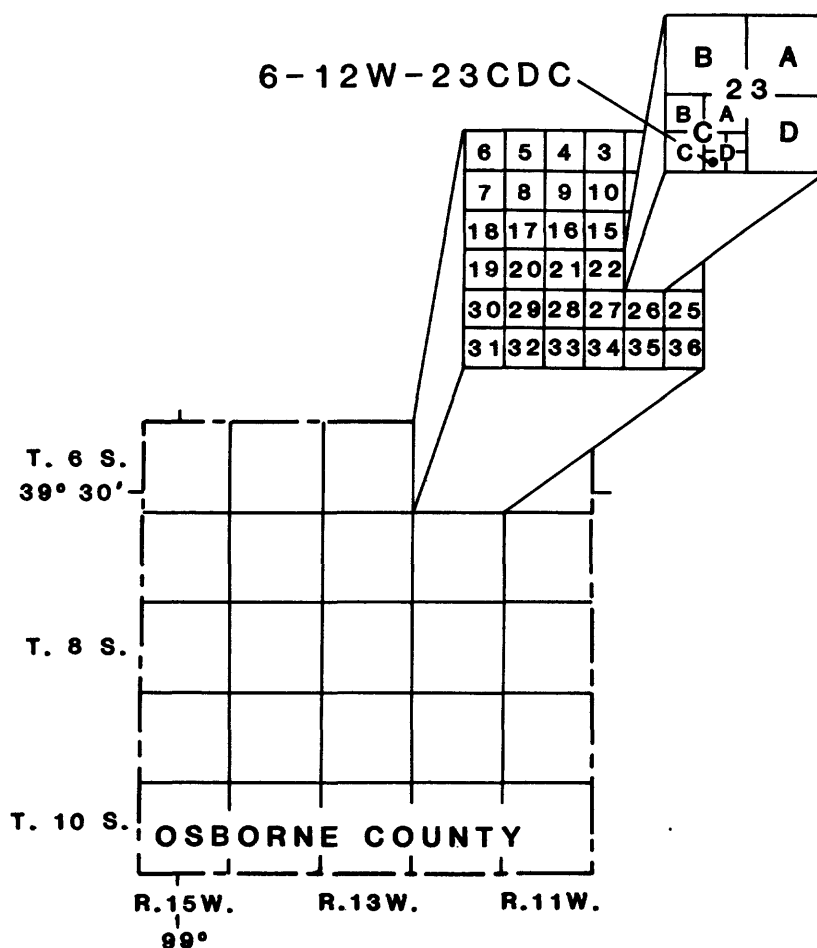 6-12W-23CDC
B A
23
B A
C
D
C D
6 5 4 3
7 8 9 10
18 17 16 15
19 20 21 22
30 29 28 27 26 25
31 32 33 34 35 36
T. 6 S.
39° 30′
T. 8 S.
T. 10 S.
OSBORNE COUNTY
R.15W. R.13W. R.11W.
99°